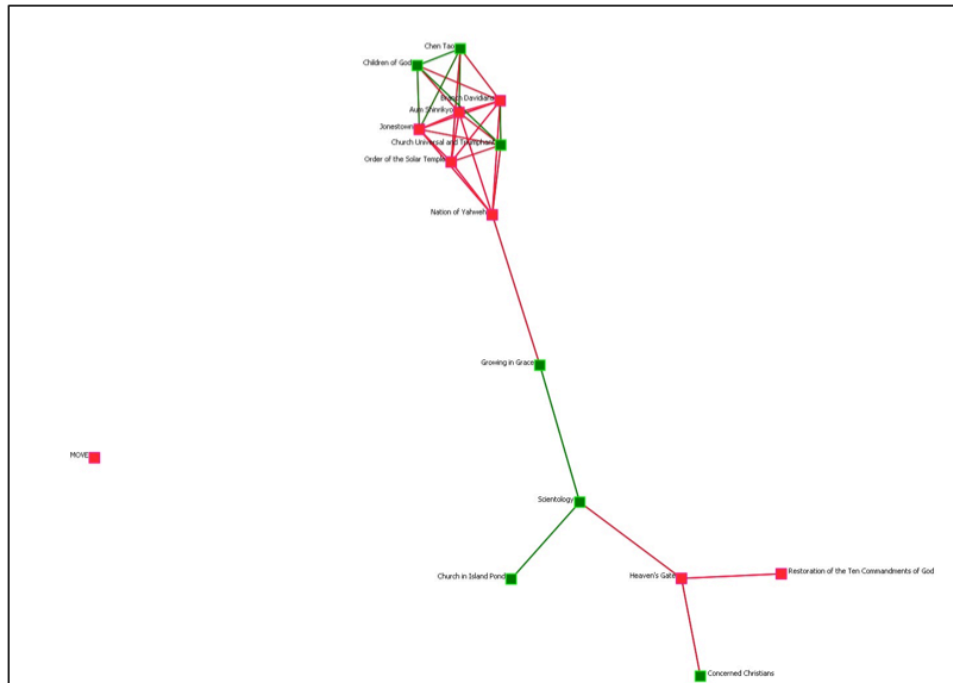 Chen Tao
Children of God
Branch Davidians
Aum Shinrikyo
Jonestown
Church Universal and Triumphant
Order of the Solar Temple
Nation of Yahweh
Growing in Grace
MOVE
Scientology
Church in Island Pond
Heaven's Gate
Restoration of the Ten Commandments of God
Concerned Christians